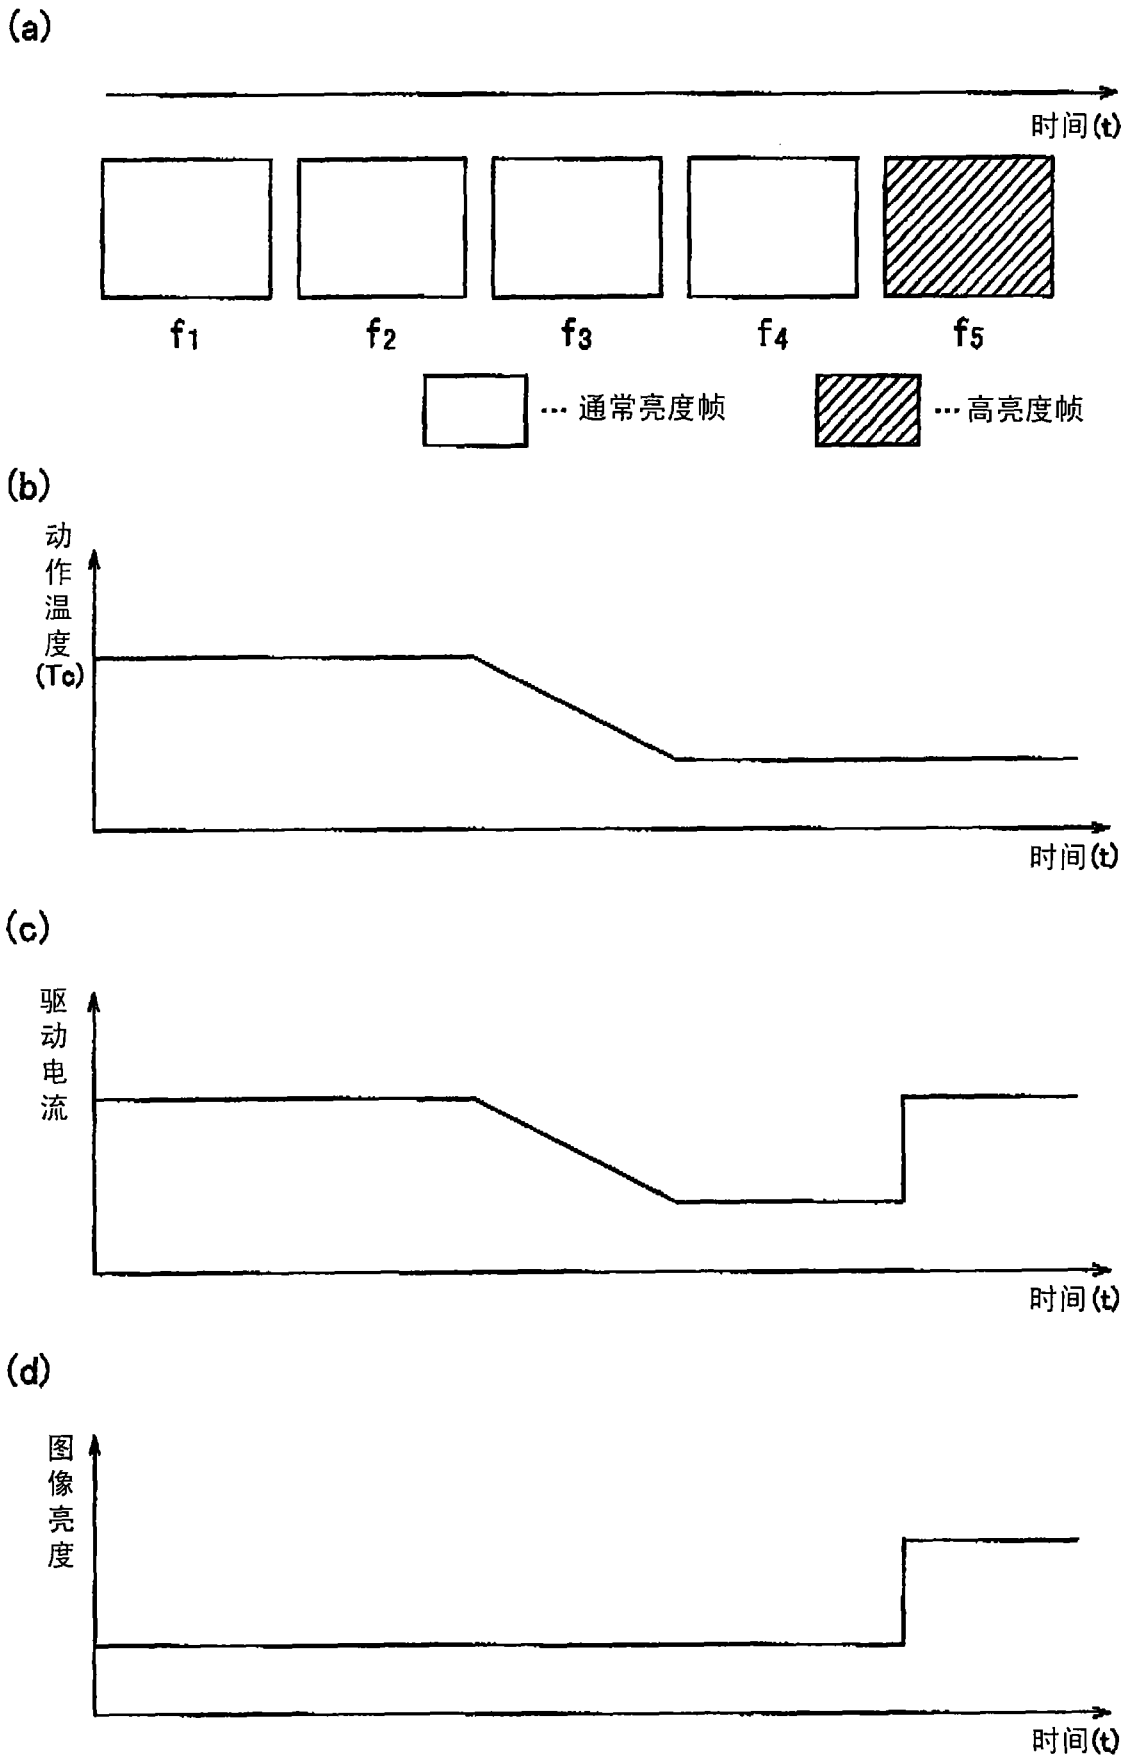 (a)
时间(t)
f1 f2 f3 f4 f5
… 通常亮度帧 … 高亮度帧
(b)
动作温度(Tc)
时间(t)
(c)
驱动电流
时间(t)
(d)
图像亮度
时间(t)